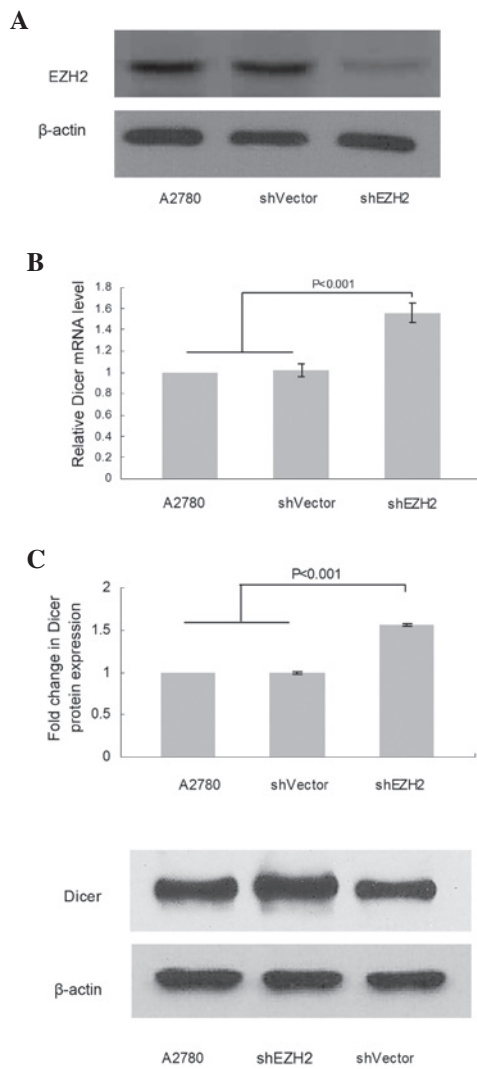 A
EZH2
β-actin
A2780 shVector shEZH2
B
Relative Dicer mRNA level
P<0.001
1.8
1.6
1.4
1.2
1
0.8
0.6
0.4
0.2
0
A2780 shVector shEZH2
C
Fold change in Dicer
protein expression
P<0.001
2
1.5
1
0.5
0
A2780 shVector shEZH2
Dicer
β-actin
A2780 shEZH2 shVector